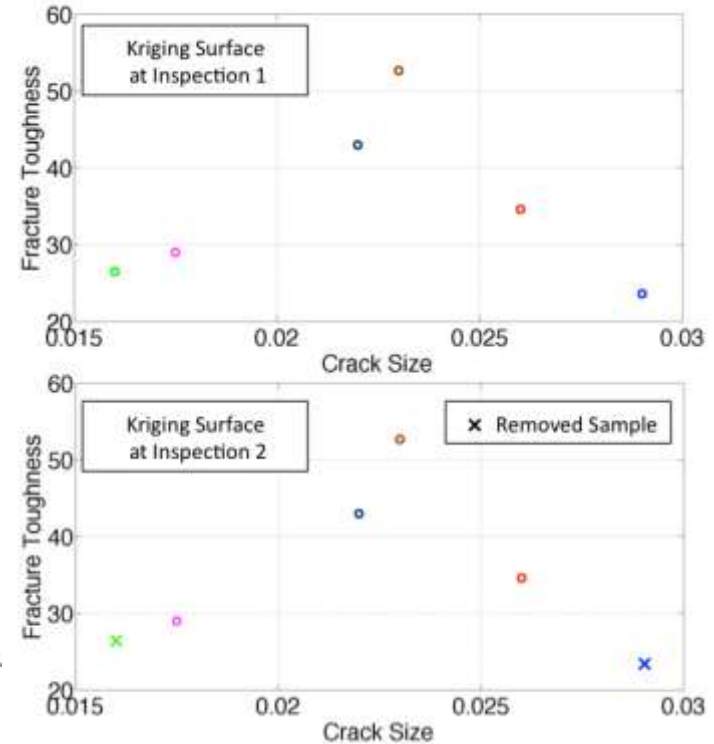 60
50
40
30
20
Fracture Toughness
Kriging Surface
at Inspection 1
0.015
0.02
0.025
0.03
Crack Size
60
50
40
30
20
Fracture Toughness
Kriging Surface
at Inspection 2
× Removed Sample
0.015
0.02
0.025
0.03
Crack Size